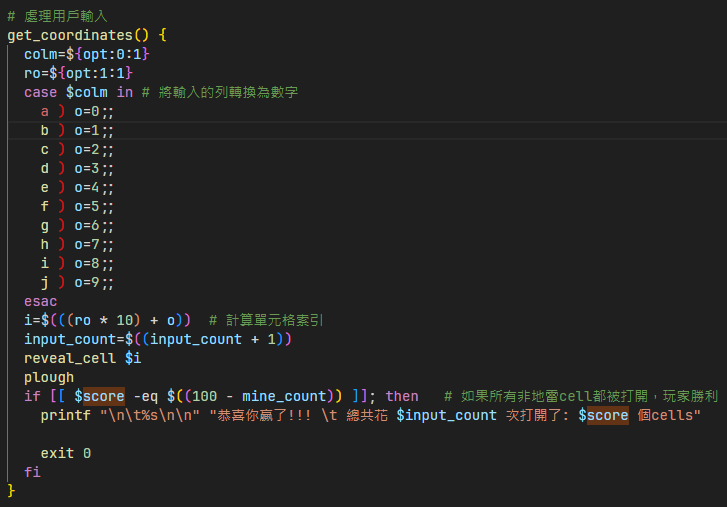 # 處理用戶輸入
get_coordinates() {
  colm=${opt:0:1}
  ro=${opt:1:1}
  case $colm in # 將輸入的列轉換為數字
    a ) o=0;;
    b ) o=1;;
    c ) o=2;;
    d ) o=3;;
    e ) o=4;;
    f ) o=5;;
    g ) o=6;;
    h ) o=7;;
    i ) o=8;;
    j ) o=9;;
  esac
  i=$(((ro * 10) + o))  # 計算單元格索引
  input_count=$((input_count + 1))
  reveal_cell $i
  plough
  if [[ $score -eq $((100 - mine_count)) ]]; then   # 如果所有非地雷cell都被打開，玩家勝利
    printf "\n\t%s\n\n" "恭喜你贏了!!! \t 總共花 $input_count 次打開了: $score 個cells"
    exit 0
  fi
}